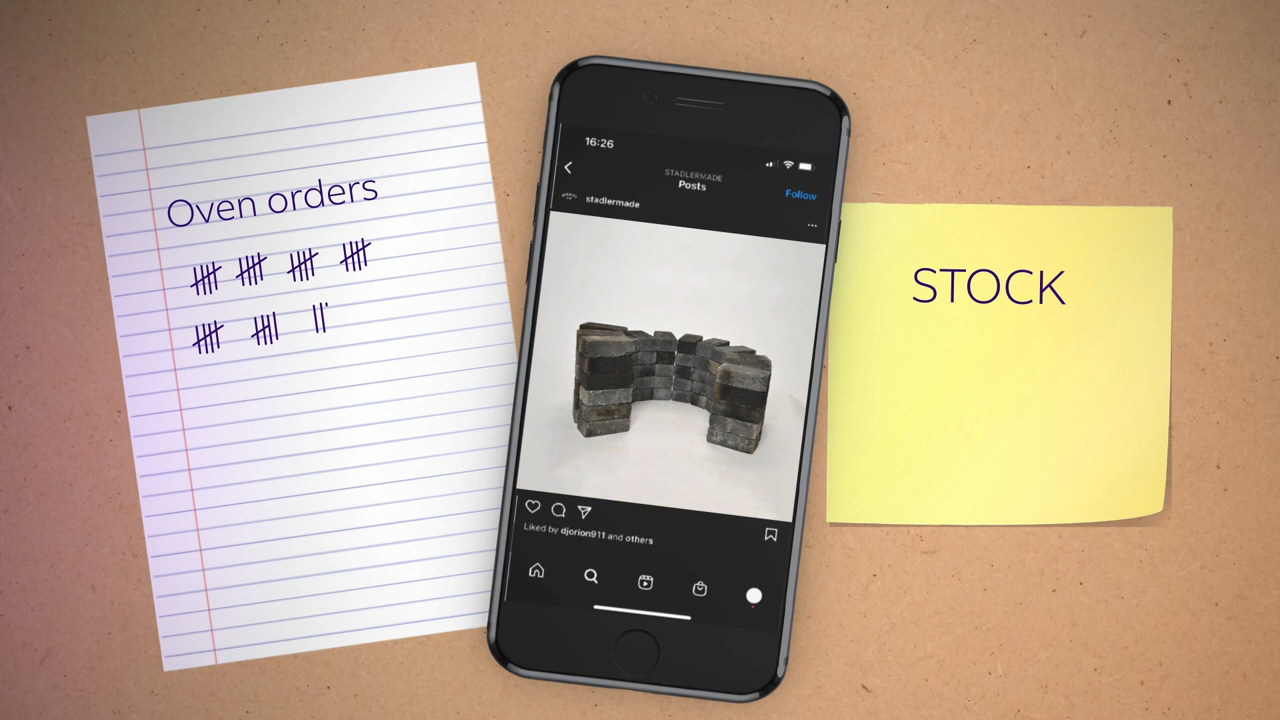 Oven orders
16:26
STADLERMADE
Posts
Follow
stadlermade
Liked by djorion911 and others
STOCK